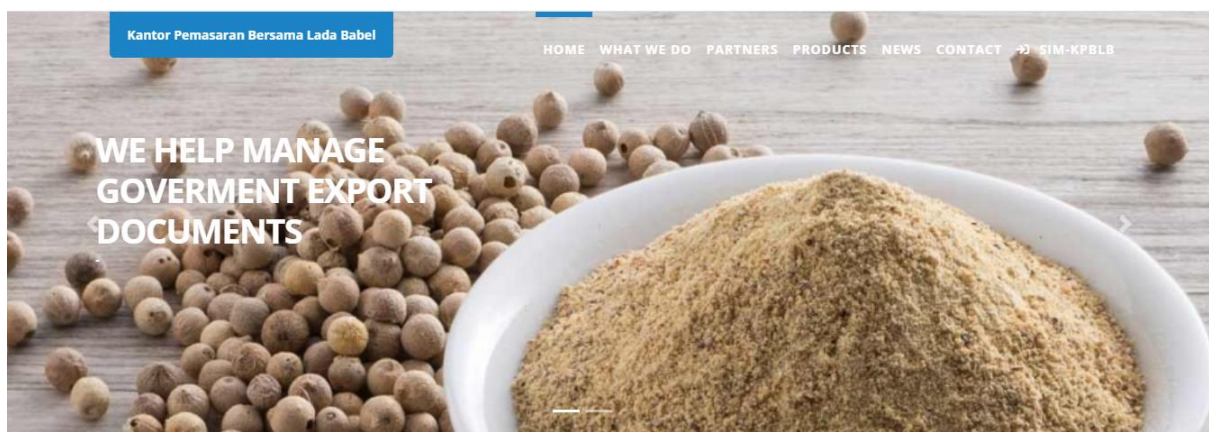 Kantor Pemasaran Bersama Lada Babel
HOME WHAT WE DO PARTNERS PRODUCTS NEWS CONTACT SIM-KPBLB
WE HELP MANAGE
GOVERMENT EXPORT
DOCUMENTS
-